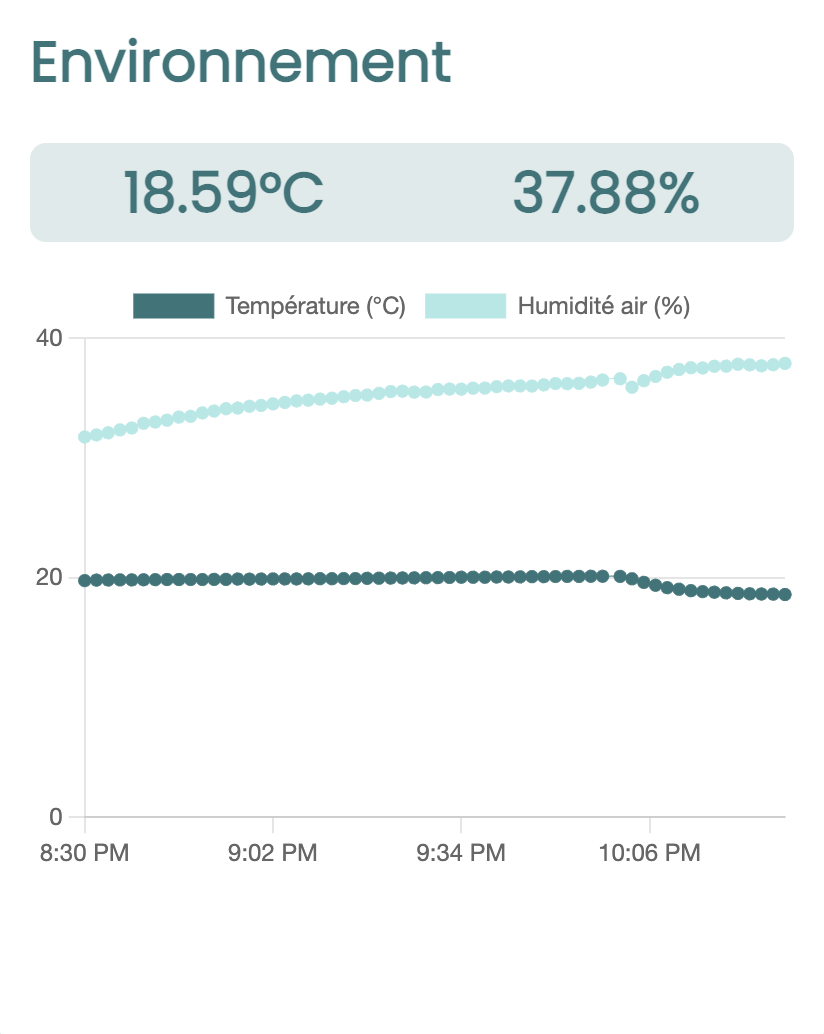 Environnement
18.59°C 37.88%
Température (°C) Humidité air (%)
40
20
0
8:30 PM 9:02 PM 9:34 PM 10:06 PM